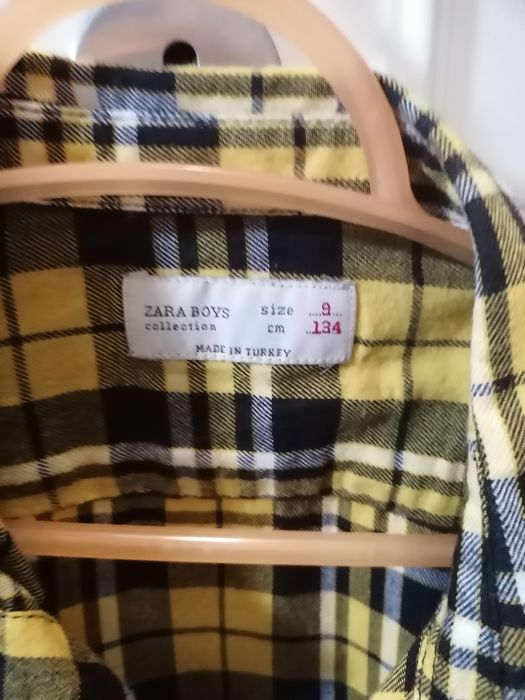 ZARA BOYS size 9
collection cm 134
MADE IN TURKEY